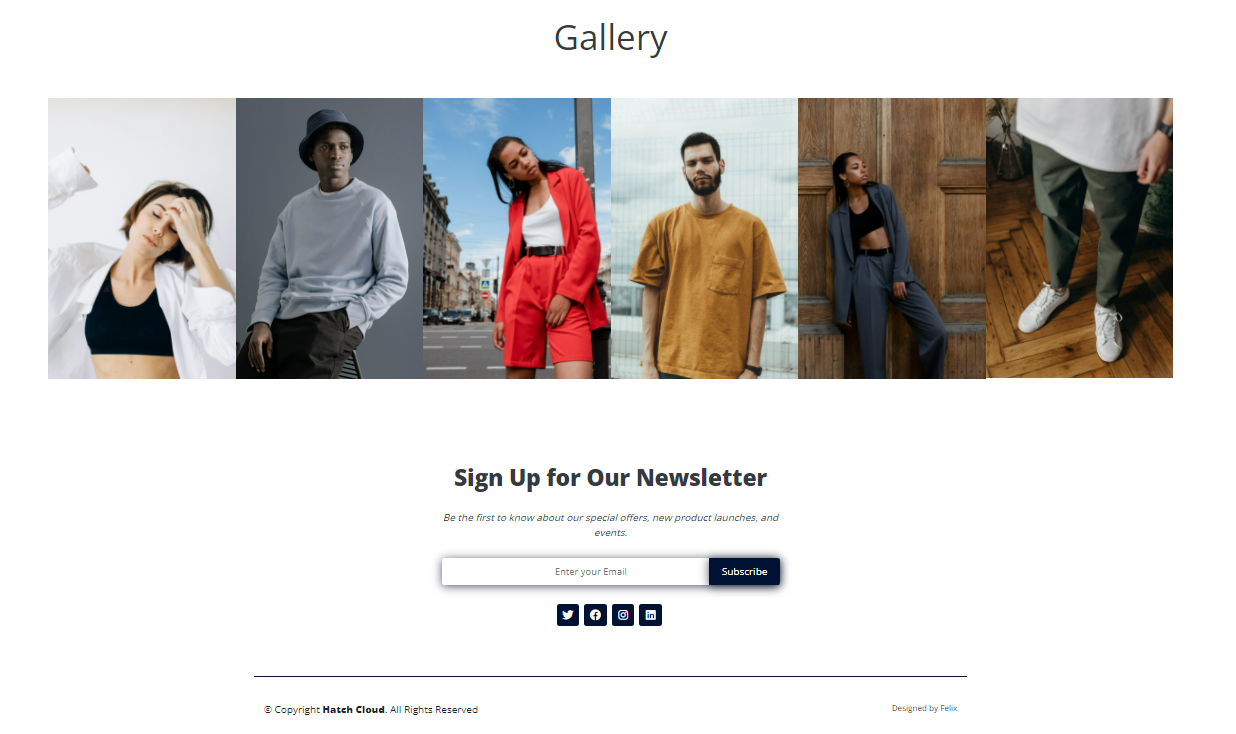 Gallery
Sign Up for Our Newsletter
Be the first to know about our special offers, new product launches, and
events.
Enter your Email
Subscribe
© Copyright Hatch Cloud. All Rights Reserved
Designed by Felix